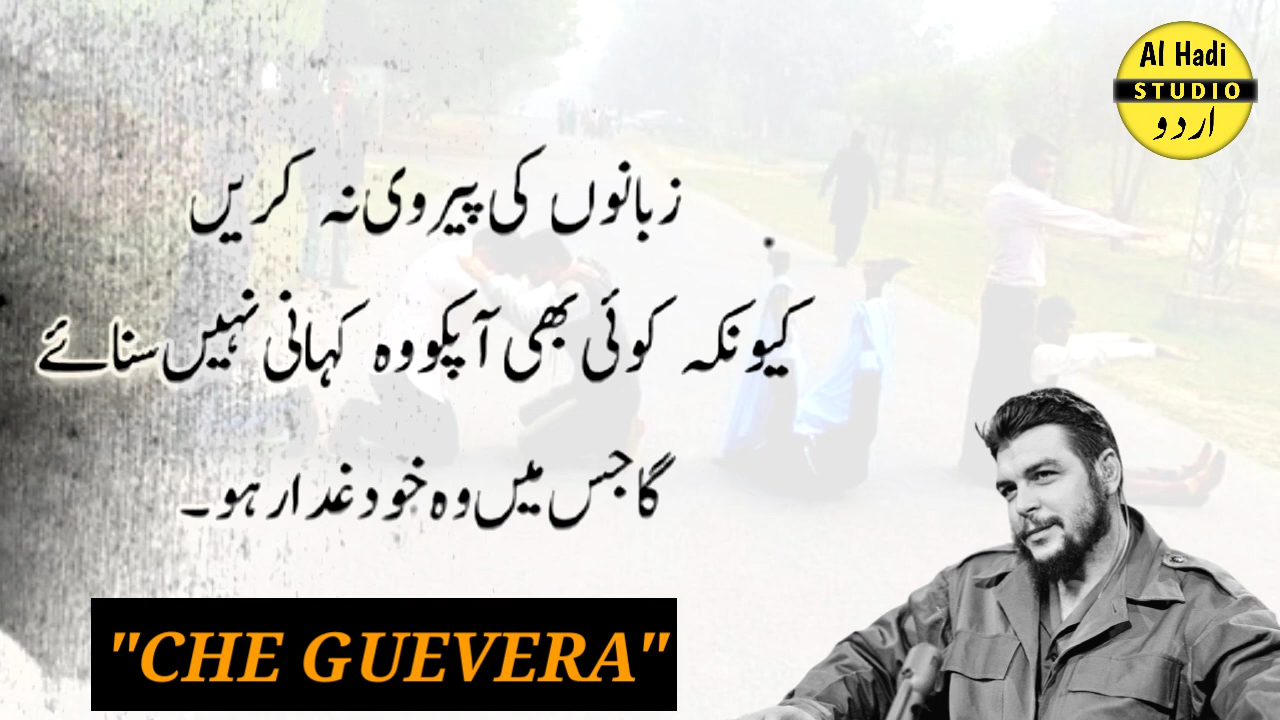 Al Hadi
STUDIO
اردو
زبانوں کی پیروی نہ کریں
کیونکہ کوئی بھی آپکو وہ کہانی نہیں سنائے
گا جس میں وہ خود غدار ہو۔
"CHE GUEVERA"